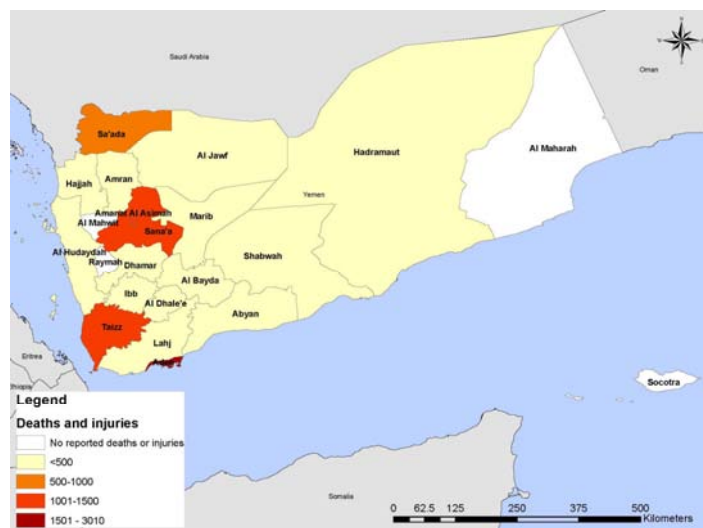 Saudi Arabia
Oman
Sa'ada
Al Jawf
Hadramaut
Al Maharah
Hajjah
Amran
Yemen
Amanat Al Asimah
Al Mahwit
Marib
Sana'a
Al Hudaydah
Raymah
Dhamar
Shabwah
Al Bayda
Ibb
Al Dhale'e
Abyan
Taizz
Lahj
Aden
Eritrea
Ethiopia
Socotra
Somalia
Legend
Deaths and injuries
No reported deaths or injuries
<500
500-1000
1001-1500
1501 - 3010
0 62.5 125 250 375 500
Kilometers